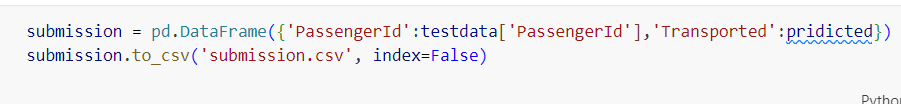 submission = pd.DataFrame({'PassengerId':testdata['PassengerId'],'Transported':pridicted})
submission.to_csv('submission.csv', index=False)